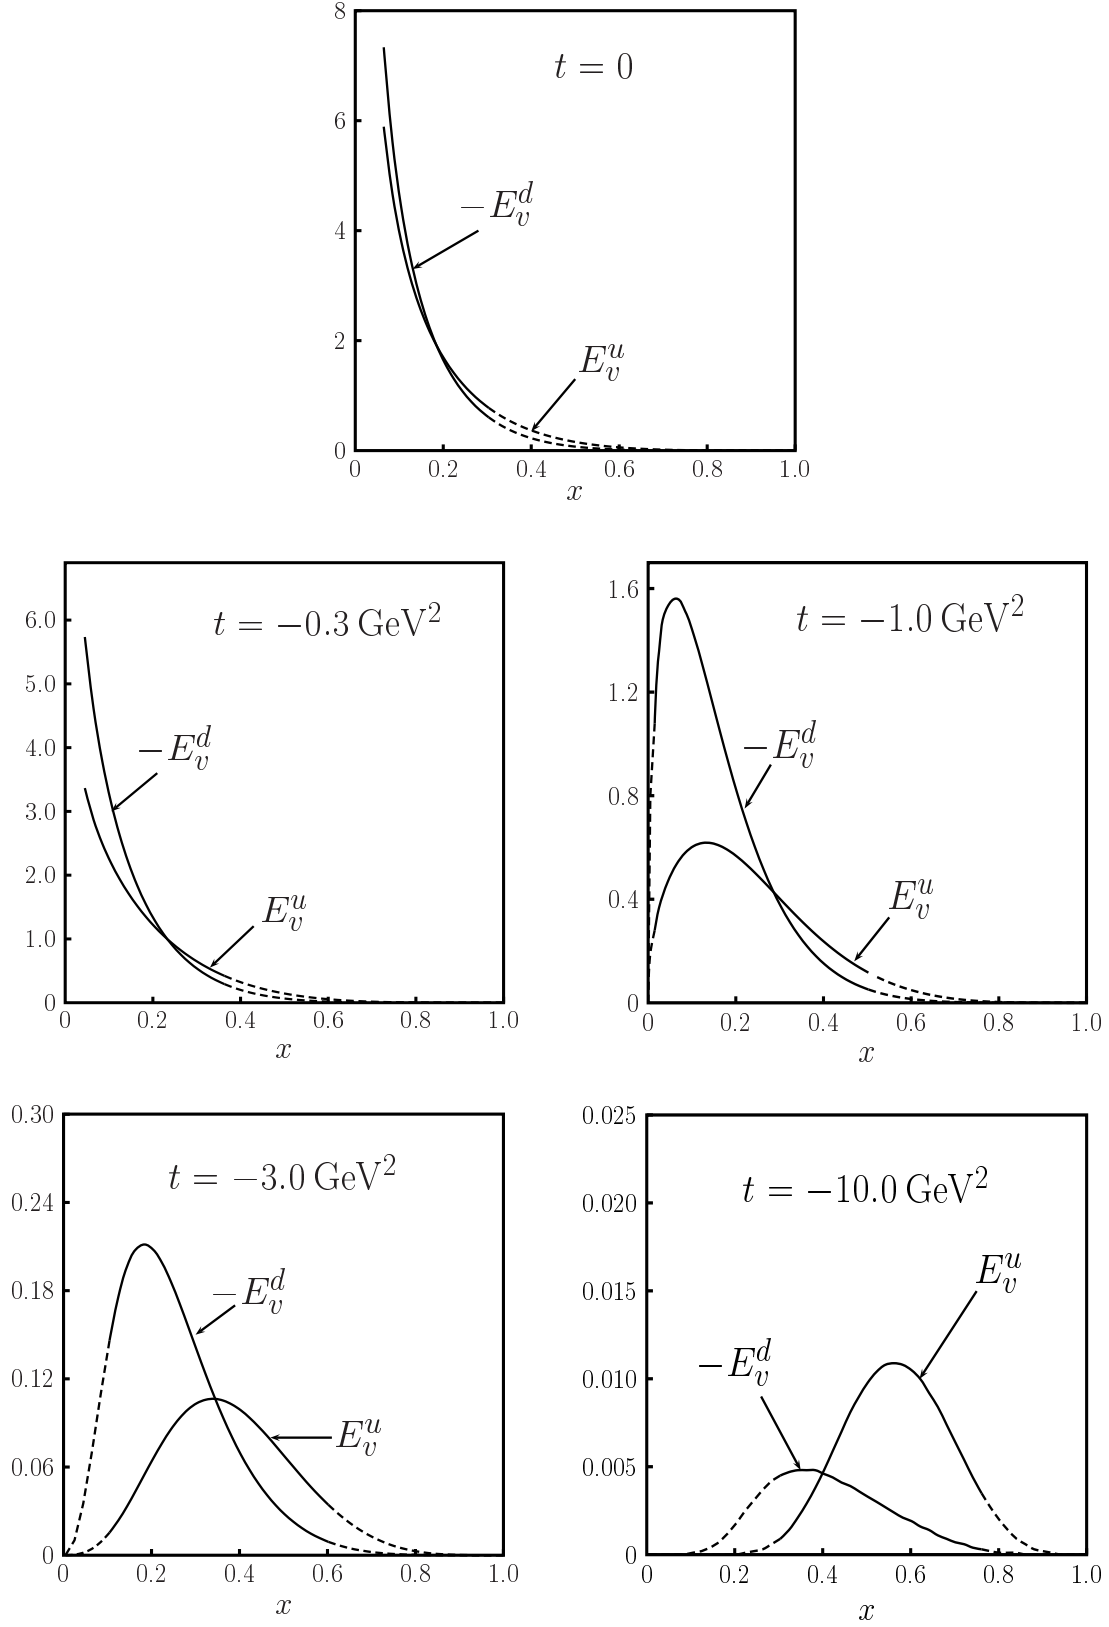 8
t = 0
6
−E_v^d
4
E_v^u
2
0
0 0.2 0.4 0.6 0.8 1.0
x
t = −0.3 GeV²
6.0
5.0
−E_v^d
4.0
3.0
2.0
E_v^u
1.0
0
0 0.2 0.4 0.6 0.8 1.0
x
1.6
t = −1.0 GeV²
1.2
−E_v^d
0.8
E_v^u
0.4
0
0 0.2 0.4 0.6 0.8 1.0
x
0.30
t = −3.0 GeV²
0.24
−E_v^d
0.18
0.12
E_v^u
0.06
0
0 0.2 0.4 0.6 0.8 1.0
x
0.025
t = −10.0 GeV²
0.020
E_v^u
0.015
−E_v^d
0.010
0.005
0
0 0.2 0.4 0.6 0.8 1.0
x